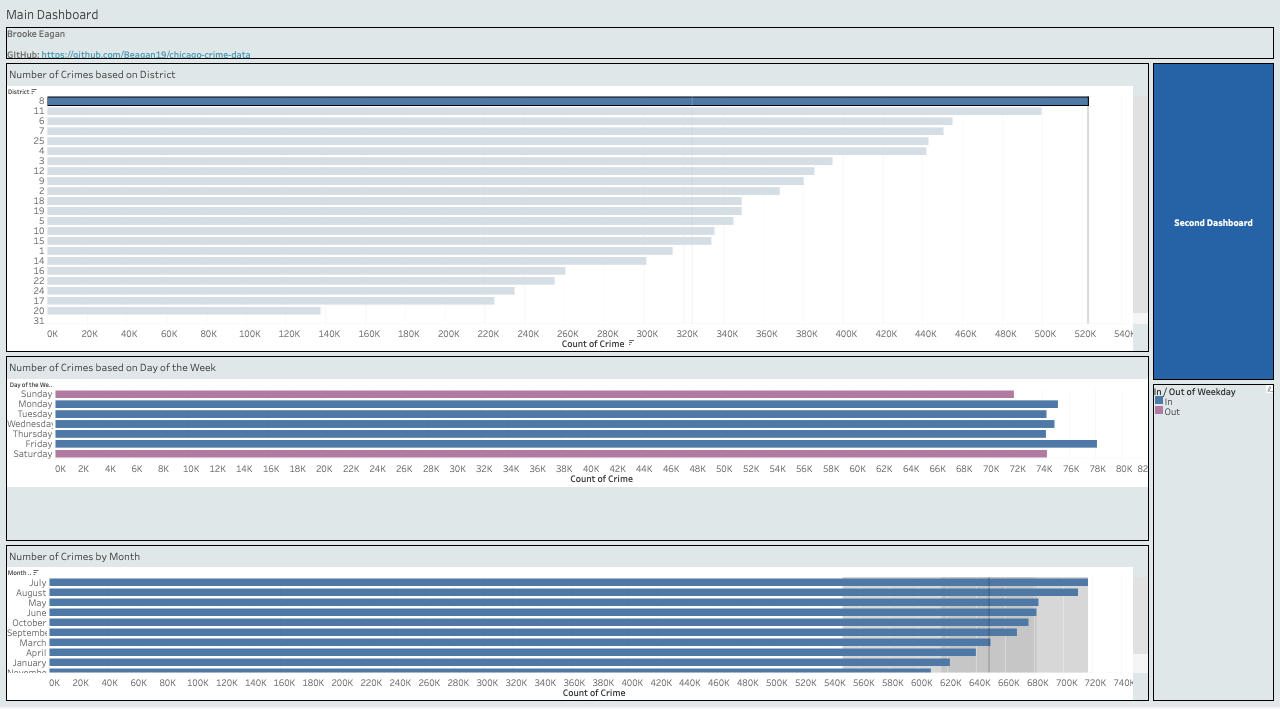 Main Dashboard
Brooke Eagan
GitHub: https://github.com/Beagan19/chicago-crime-data
Number of Crimes based on District
District
8
11
6
7
25
4
3
12
9
2
18
19
5
10
15
1
14
16
22
24
17
20
31
0K 20K 40K 60K 80K 100K 120K 140K 160K 180K 200K 220K 240K 260K 280K 300K 320K 340K 360K 380K 400K 420K 440K 460K 480K 500K 520K 540K
Count of Crime
Second Dashboard
Number of Crimes based on Day of the Week
Day of the We..
Sunday
Monday
Tuesday
Wednesday
Thursday
Friday
Saturday
0K 2K 4K 6K 8K 10K 12K 14K 16K 18K 20K 22K 24K 26K 28K 30K 32K 34K 36K 38K 40K 42K 44K 46K 48K 50K 52K 54K 56K 58K 60K 62K 64K 66K 68K 70K 72K 74K 76K 78K 80K 82
Count of Crime
In / Out of Weekday
In
Out
Number of Crimes by Month
Month ..
July
August
May
June
October
Septembe
March
April
January
Novembe
0K 20K 40K 60K 80K 100K 120K 140K 160K 180K 200K 220K 240K 260K 280K 300K 320K 340K 360K 380K 400K 420K 440K 460K 480K 500K 520K 540K 560K 580K 600K 620K 640K 660K 680K 700K 720K 740K
Count of Crime